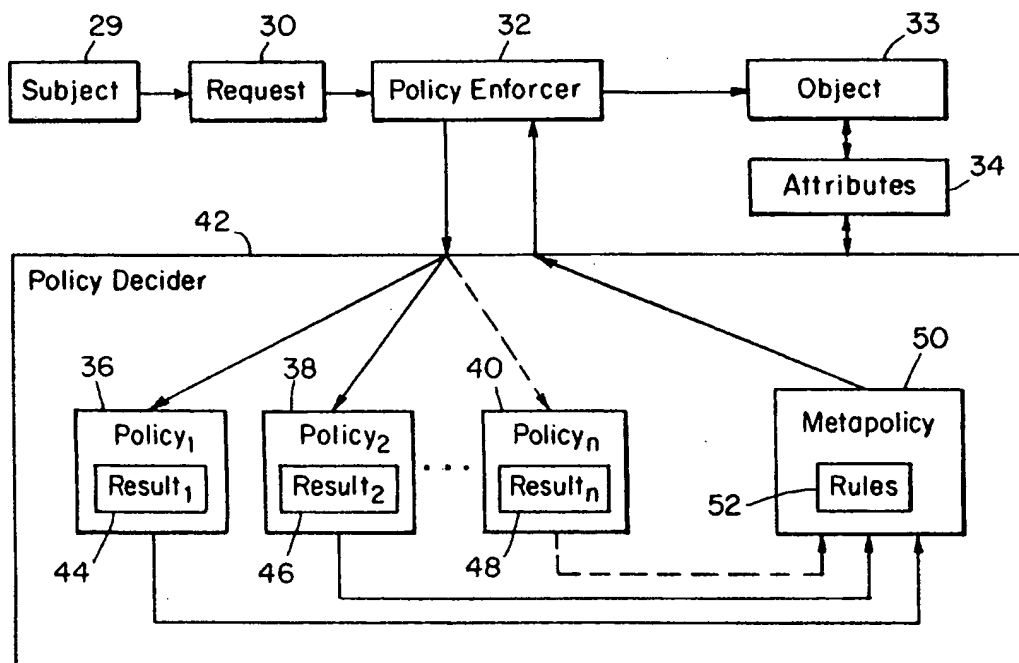 29
30
32
33
Subject
Request
Policy Enforcer
Object
Attributes
34
42
Policy Decider
36
38
40
50
Policy₁
Policy₂
Policyₙ
Metapolicy
. . .
Result₁
Result₂
Resultₙ
52
Rules
44
46
48